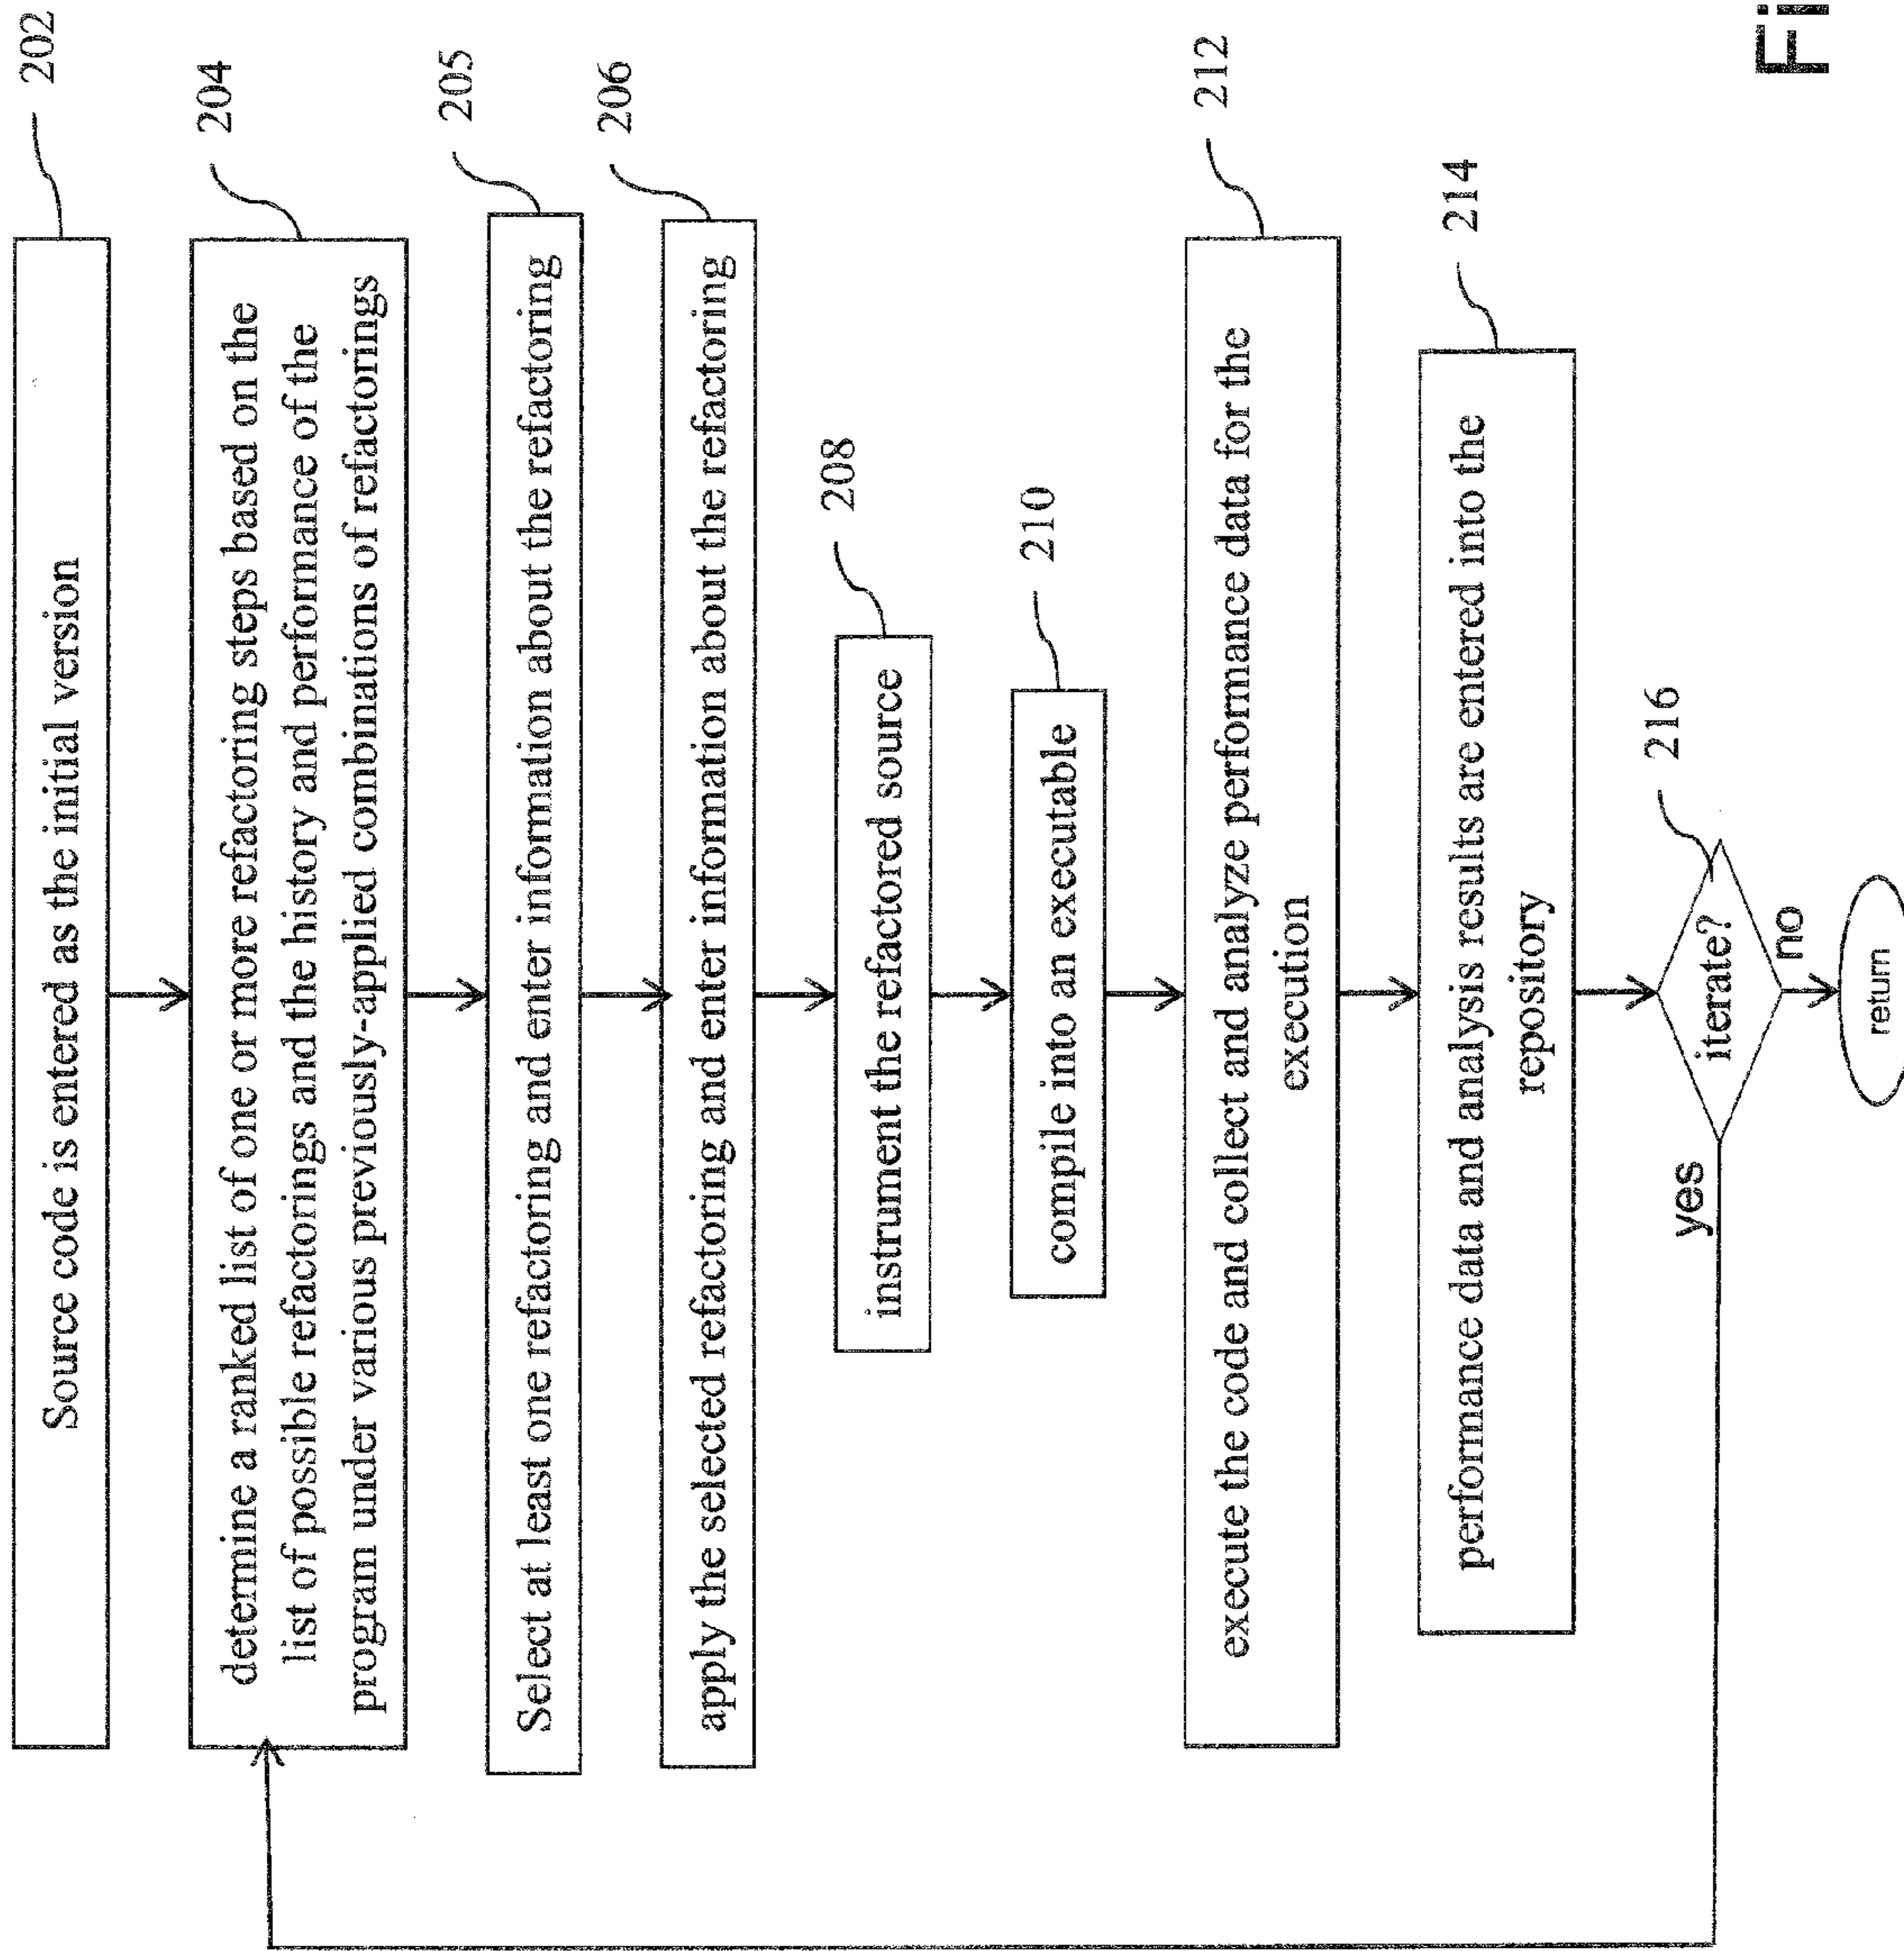 Source code is entered as the initial version
202
determine a ranked list of one or more refactoring steps based on the
list of possible refactorings and the history and performance of the
program under various previously-applied combinations of refactorings
204
Select at least one refactoring and enter information about the refactoring
205
apply the selected refactoring and enter information about the refactoring
206
instrument the refactored source
208
compile into an executable
210
execute the code and collect and analyze performance data for the
execution
212
performance data and analysis results are entered into the
repository
214
iterate?
216
yes
no
return
Fi